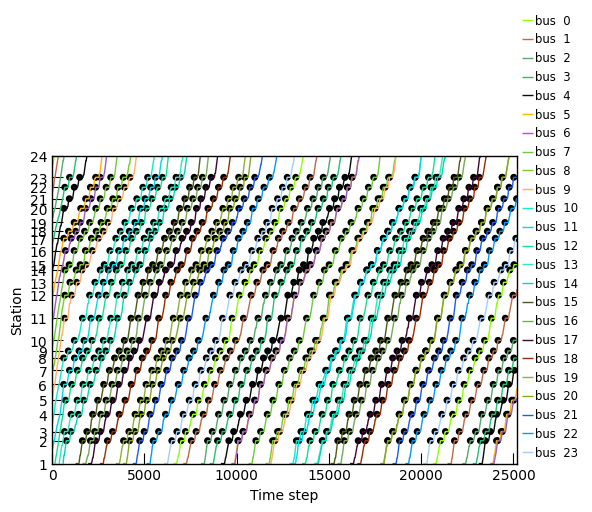 bus 0
bus 1
bus 2
bus 3
bus 4
bus 5
bus 6
bus 7
bus 8
bus 9
bus 10
bus 11
bus 12
bus 13
bus 14
bus 15
bus 16
bus 17
bus 18
bus 19
bus 20
bus 21
bus 22
bus 23
Station
24
23
22
21
20
19
18
17
16
15
14
13
12
11
10
9
8
7
6
5
4
3
2
1
0 5000 10000 15000 20000 25000
Time step